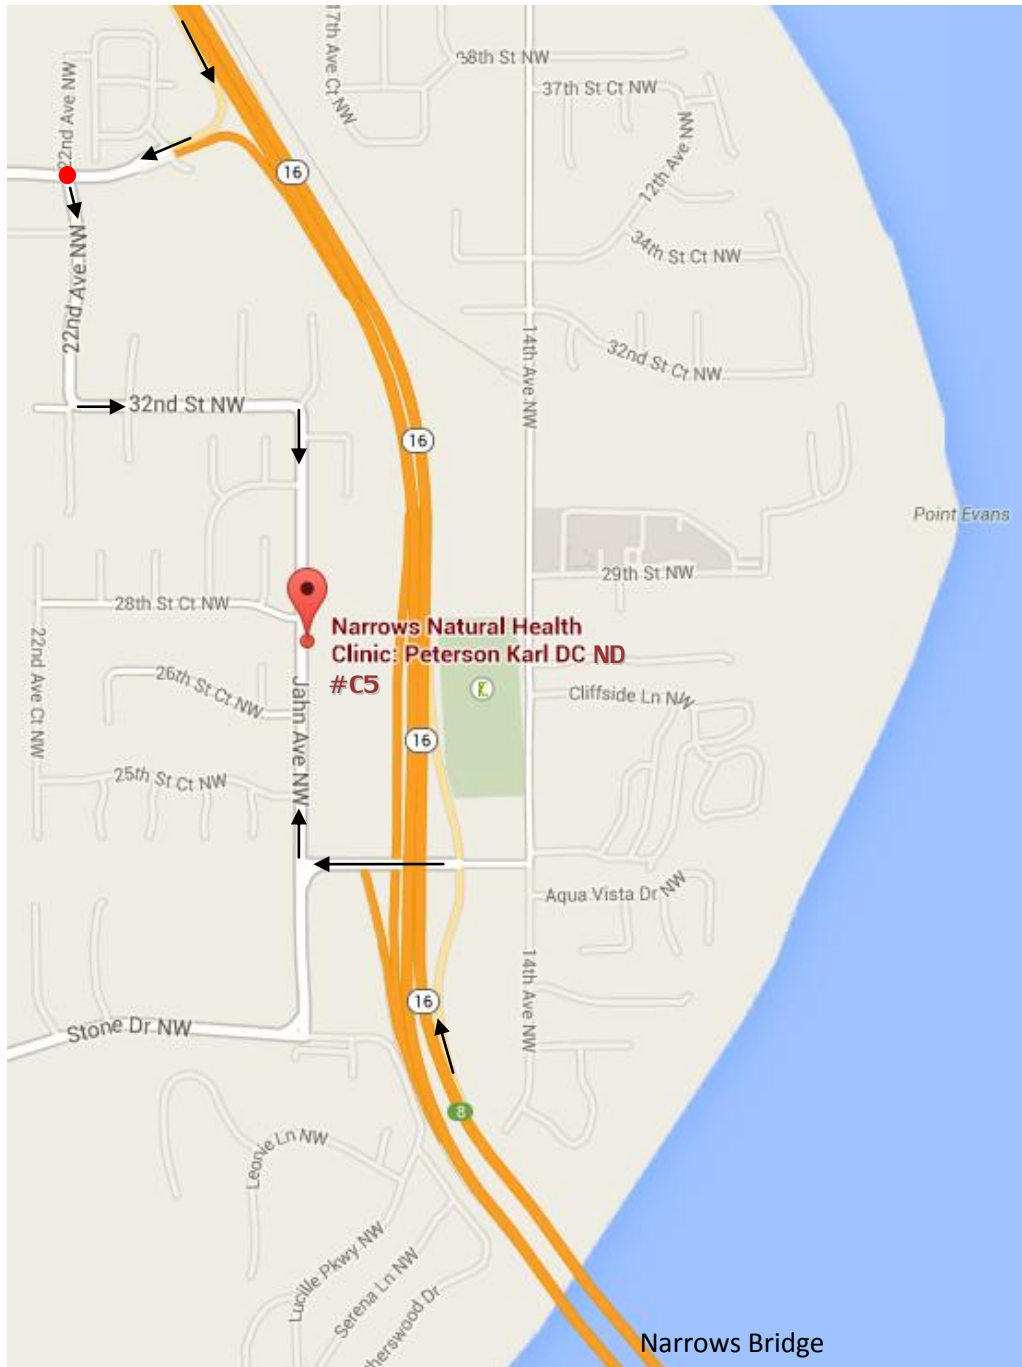 17th Ave Ct NW
38th St NW
22nd Ave NW
37th St Ct NW
NW
12th Ave NW
16
34th St Ct NW
22nd Ave NW
14th Ave NW
32nd St Ct NW
32nd St NW
16
Point Evans
29th St NW
28th St Ct NW
Narrows Natural Health
Clinic: Peterson Karl DC ND
#C5
22nd Ave Ct NW
26th St Ct NW
Jahn Ave NW
Cliffside Ln NW
16
25th St Ct NW
Aqua Vista Dr NW
14th Ave NW
16
Stone Dr NW
8
Leonie Ln NW
Lucille Pkwy NW
Serena Ln NW
herswood Dr
Narrows Bridge